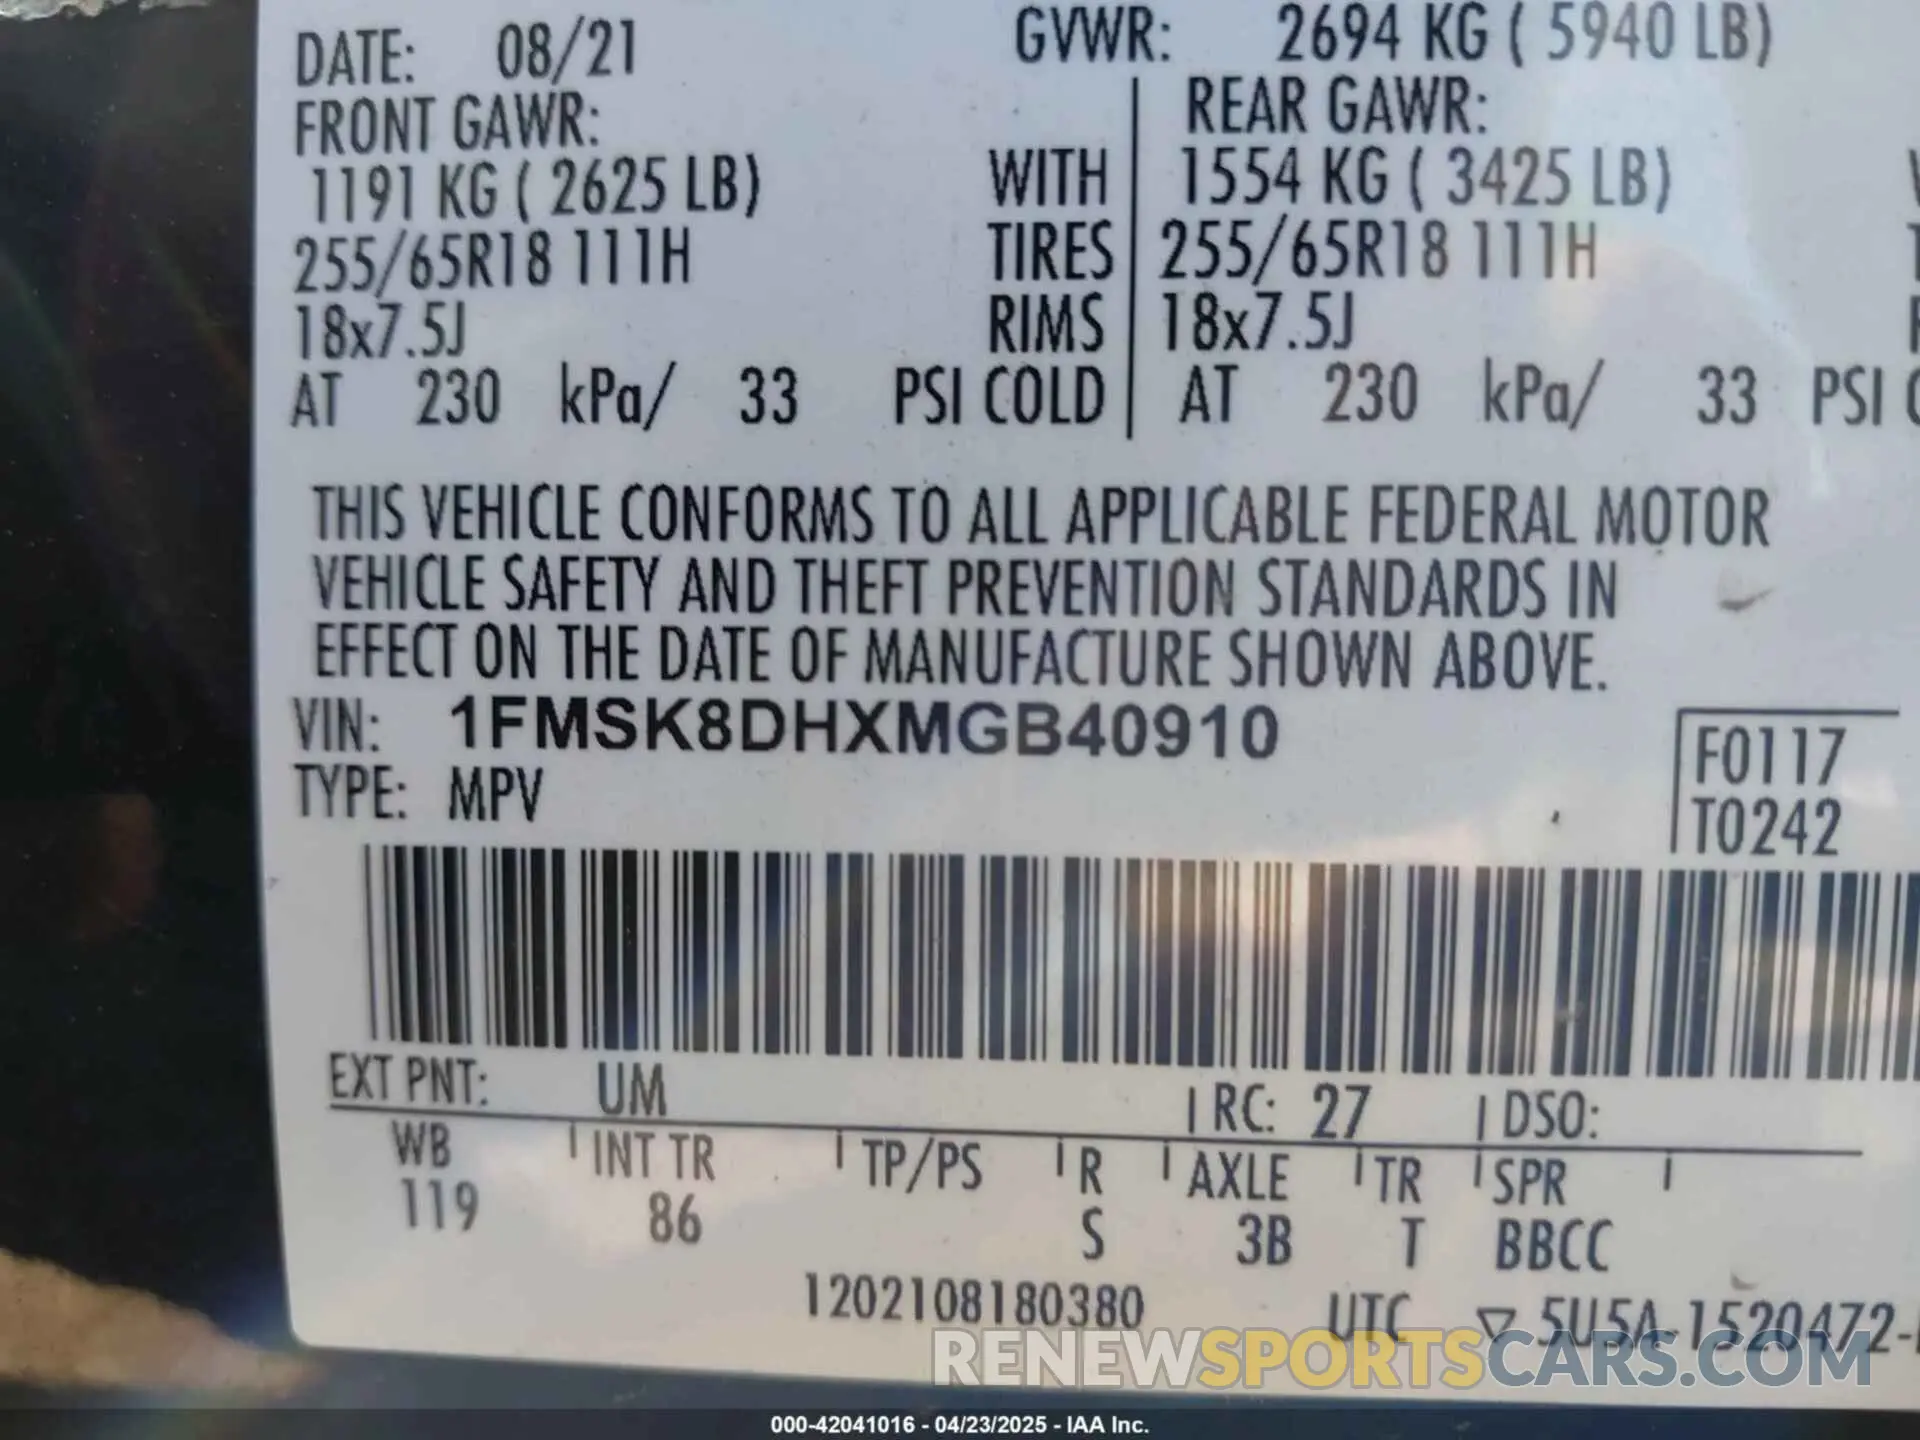 DATE: 08/21 GVWR: 2694 KG ( 5940 LB)
FRONT GAWR: REAR GAWR:
1191 KG ( 2625 LB) WITH 1554 KG ( 3425 LB)
255/65R18 111H TIRES 255/65R18 111H
18x7.5J RIMS 18x7.5J
AT 230 kPa/ 33 PSI COLD AT 230 kPa/ 33 PSI
THIS VEHICLE CONFORMS TO ALL APPLICABLE FEDERAL MOTOR
VEHICLE SAFETY AND THEFT PREVENTION STANDARDS IN
EFFECT ON THE DATE OF MANUFACTURE SHOWN ABOVE.
VIN: 1FMSK8DHXMGB40910
F0117
TYPE: MPV
T0242
EXT PNT: UM RC: 27 DSO:
WB INT TR TP/PS R AXLE TR SPR
119 86 S 3B T BBCC
1202108180380 UTC ▽ 5U5A-1520472-
RENEWSPORTSCARS.COM
000-42041016 - 04/23/2025 - IAA Inc.